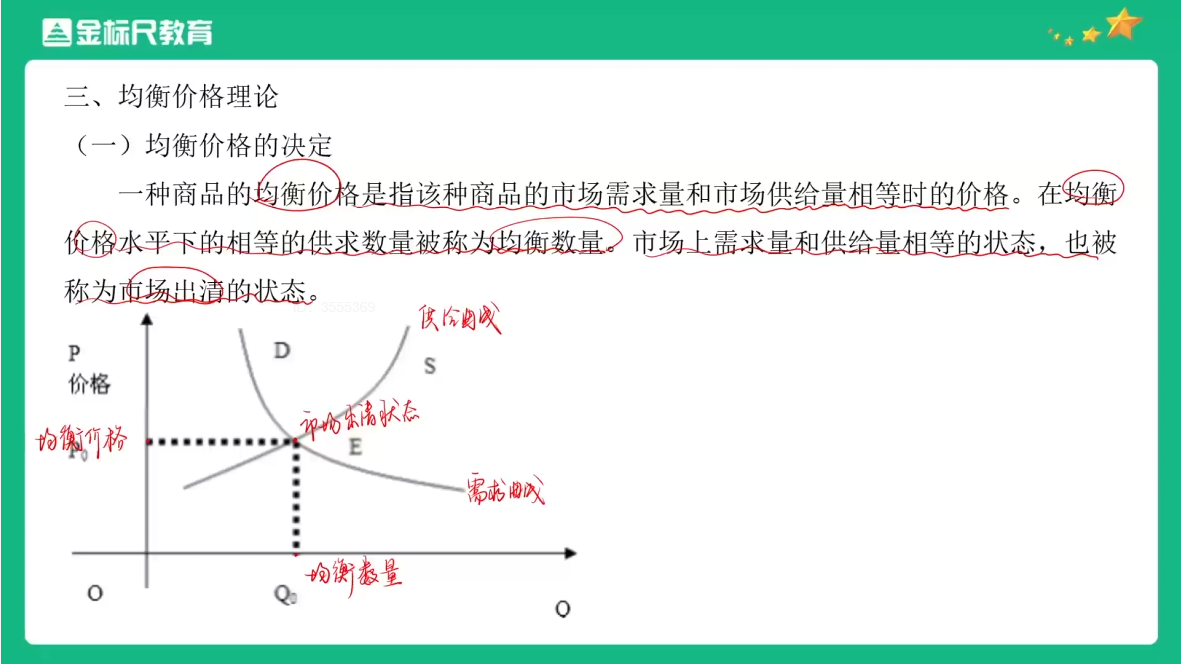 金标尺教育
三、均衡价格理论
（一）均衡价格的决定
一种商品的均衡价格是指该种商品的市场需求量和市场供给量相等时的价格。在均衡
价格水平下的相等的供求数量被称为均衡数量。市场上需求量和供给量相等的状态，也被
称为市场出清的状态。
3555369
供给曲线
D
P
价格
S
市场出清状态
均衡价格
P₀
E
需求曲线
均衡数量
O
Q₀
Q